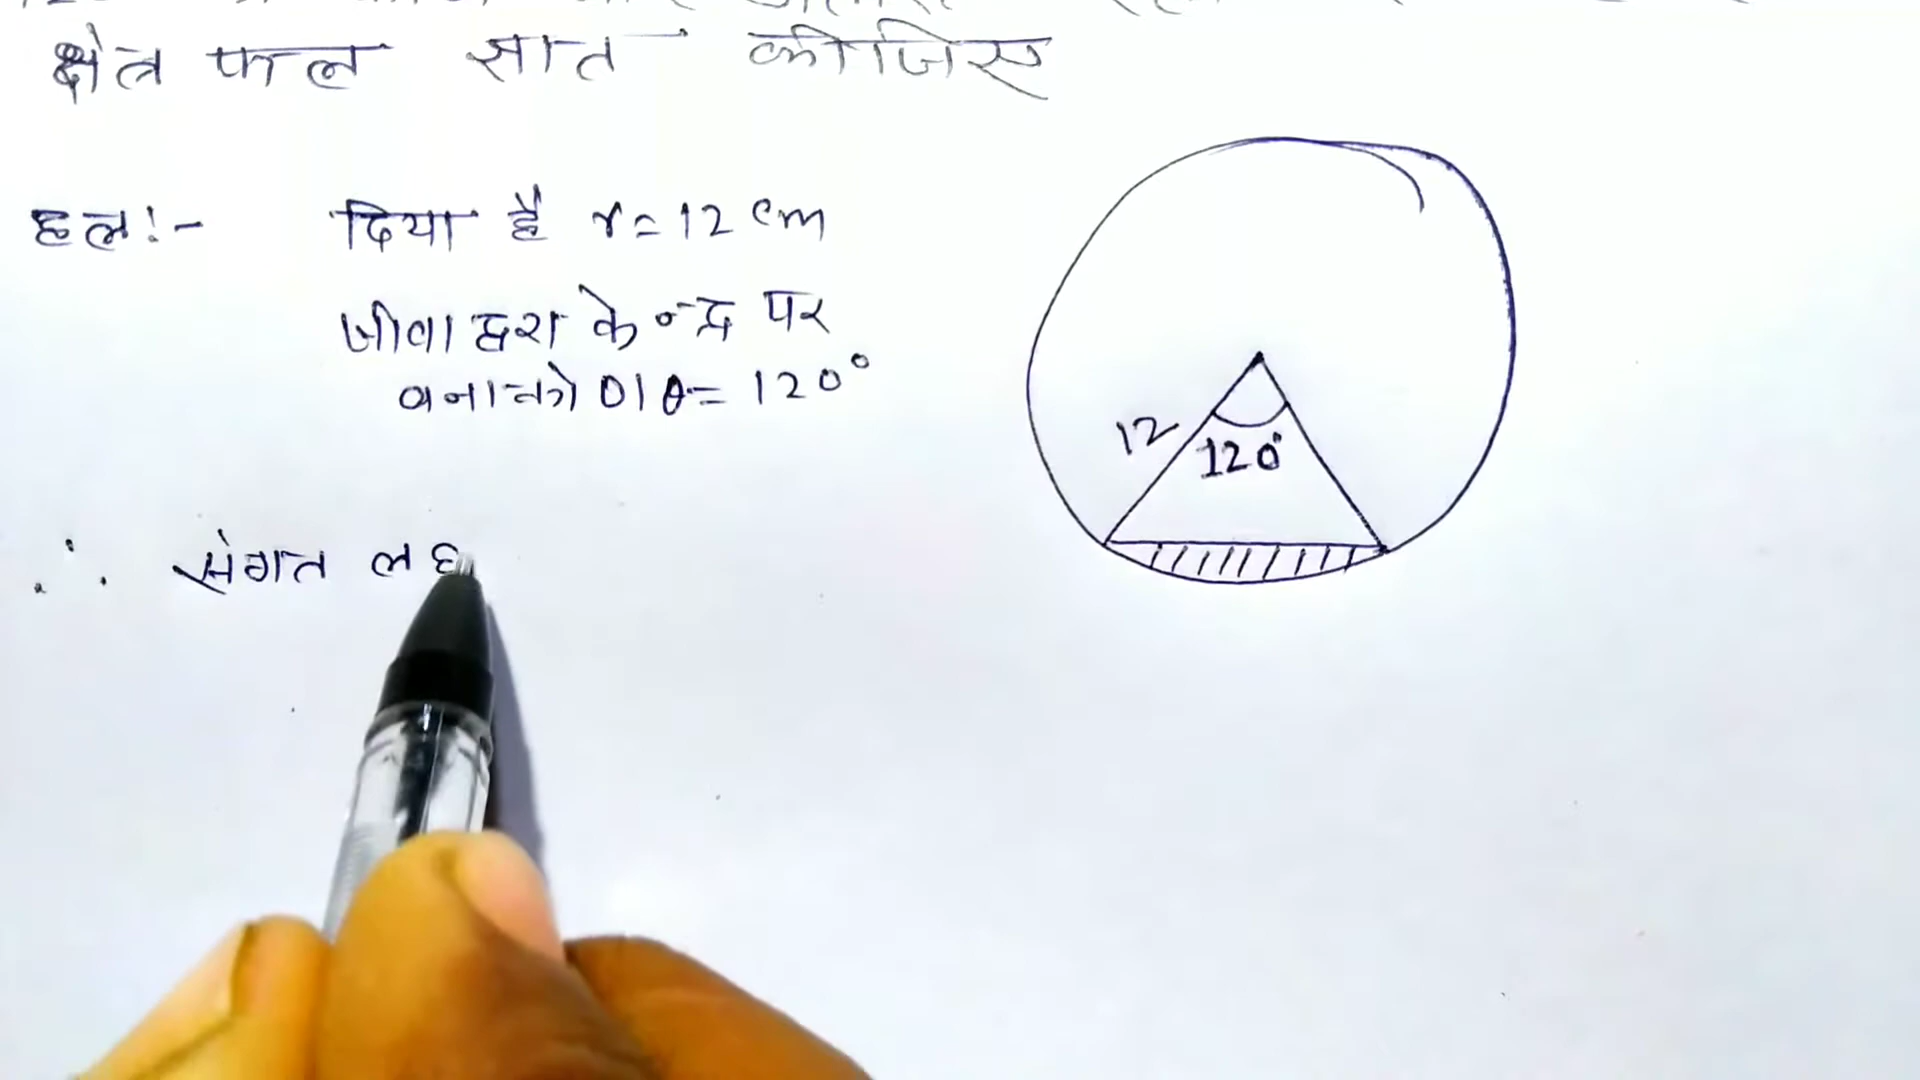 क्षेत्र फल ज्ञात कीजिए
हल:- दिया है r = 12 cm
जीवा द्वारा केन्द्र पर
बना कोण θ = 120°
12
120°
∴ संगत लघ